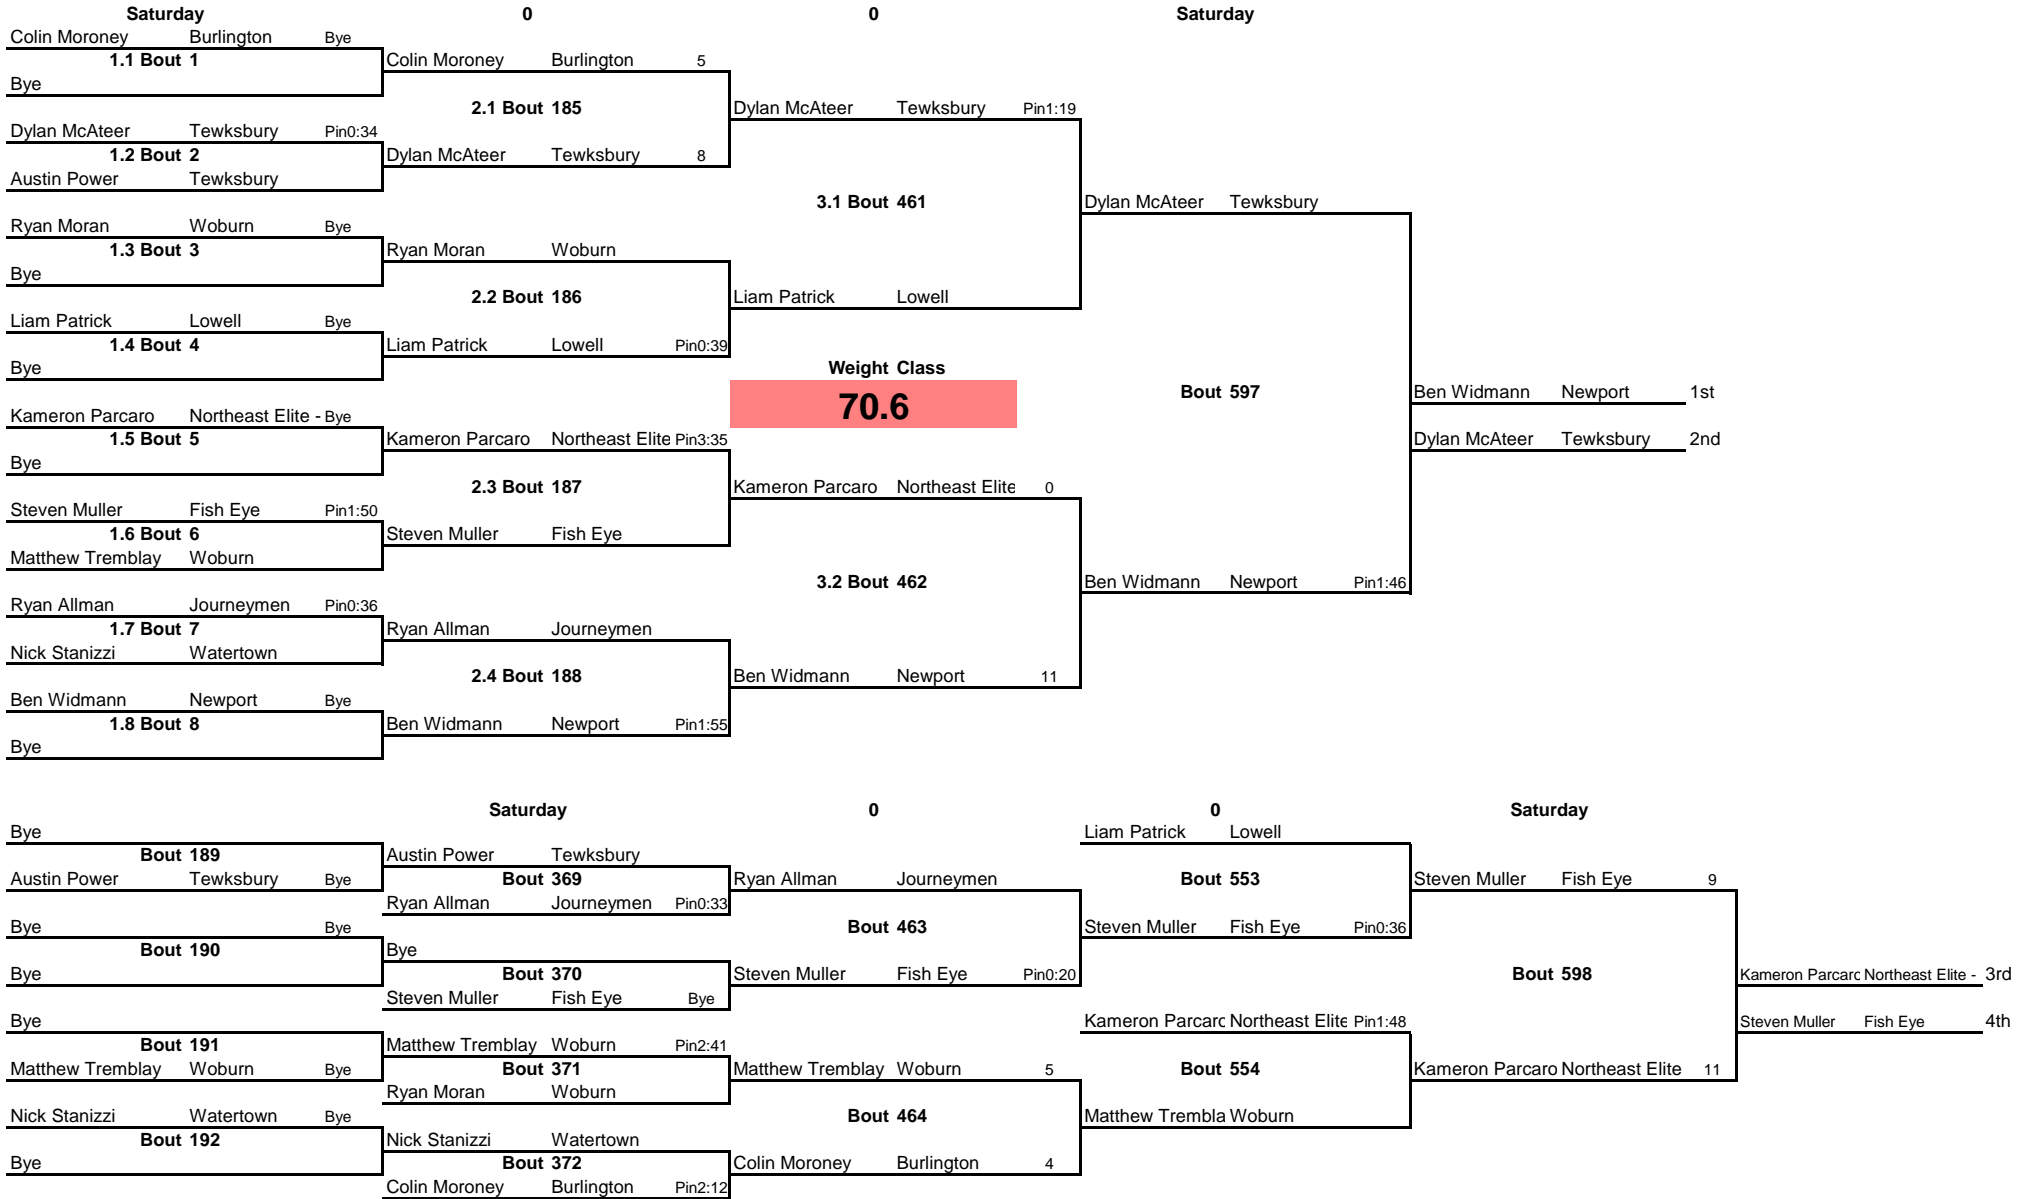 Saturday 0 0 Saturday
Colin Moroney Burlington Bye
1.1 Bout 1 Colin Moroney Burlington 5
Bye
2.1 Bout 185 Dylan McAteer Tewksbury Pin1:19
Dylan McAteer Tewksbury Pin0:34
1.2 Bout 2 Dylan McAteer Tewksbury 8
Austin Power Tewksbury
3.1 Bout 461 Dylan McAteer Tewksbury
Ryan Moran Woburn Bye
1.3 Bout 3 Ryan Moran Woburn
Bye
2.2 Bout 186 Liam Patrick Lowell
Liam Patrick Lowell Bye
1.4 Bout 4 Liam Patrick Lowell Pin0:39
Bye Weight Class
70.6 Bout 597 Ben Widmann Newport 1st
Kameron Parcaro Northeast Elite - Bye
1.5 Bout 5 Kameron Parcaro Northeast Elite Pin3:35 Dylan McAteer Tewksbury 2nd
Bye
2.3 Bout 187 Kameron Parcaro Northeast Elite 0
Steven Muller Fish Eye Pin1:50
1.6 Bout 6 Steven Muller Fish Eye
Matthew Tremblay Woburn
3.2 Bout 462 Ben Widmann Newport Pin1:46
Ryan Allman Journeymen Pin0:36
1.7 Bout 7 Ryan Allman Journeymen
Nick Stanizzi Watertown
2.4 Bout 188 Ben Widmann Newport 11
Ben Widmann Newport Bye
1.8 Bout 8 Ben Widmann Newport Pin1:55
Bye
Saturday 0 0 Saturday
Bye Liam Patrick Lowell
Bout 189 Austin Power Tewksbury
Austin Power Tewksbury Bye Bout 369 Ryan Allman Journeymen Bout 553 Steven Muller Fish Eye 9
Ryan Allman Journeymen Pin0:33
Bye Bye Bout 463 Steven Muller Fish Eye Pin0:36
Bout 190 Bye
Bye Bout 370 Steven Muller Fish Eye Pin0:20 Bout 598 Kameron Parcarc Northeast Elite - 3rd
Steven Muller Fish Eye Bye
Bye Kameron Parcarc Northeast Elite Pin1:48 Steven Muller Fish Eye 4th
Bout 191 Matthew Tremblay Woburn Pin2:41
Matthew Tremblay Woburn Bye Bout 371 Matthew Tremblay Woburn 5 Bout 554 Kameron Parcaro Northeast Elite 11
Ryan Moran Woburn
Nick Stanizzi Watertown Bye Bout 464 Matthew Trembla Woburn
Bout 192 Nick Stanizzi Watertown
Bye Bout 372 Colin Moroney Burlington 4
Colin Moroney Burlington Pin2:12